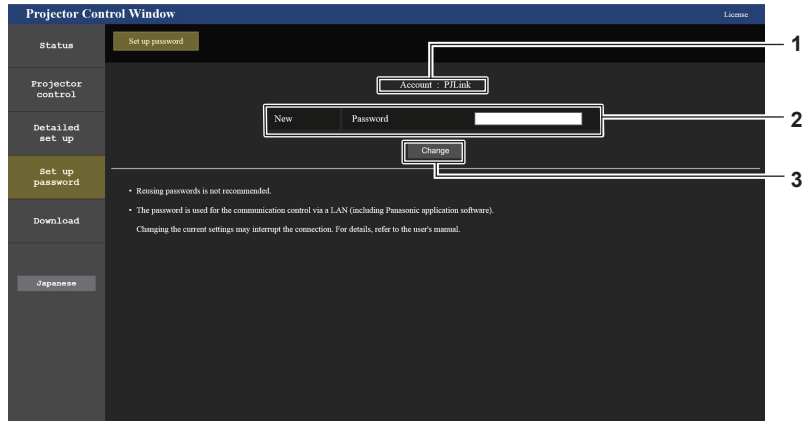 Projector Control Window
License
Status
Set up password
1
Projector
control
Account : PJLink
Detailed
set up
New Password
2
Change
Set up
password
3
• Reusing passwords is not recommended.
• The password is used for the communication control via a LAN (including Panasonic application software).
Changing the current settings may interrupt the connection. For details, refer to the user's manual.
Download
Japanese